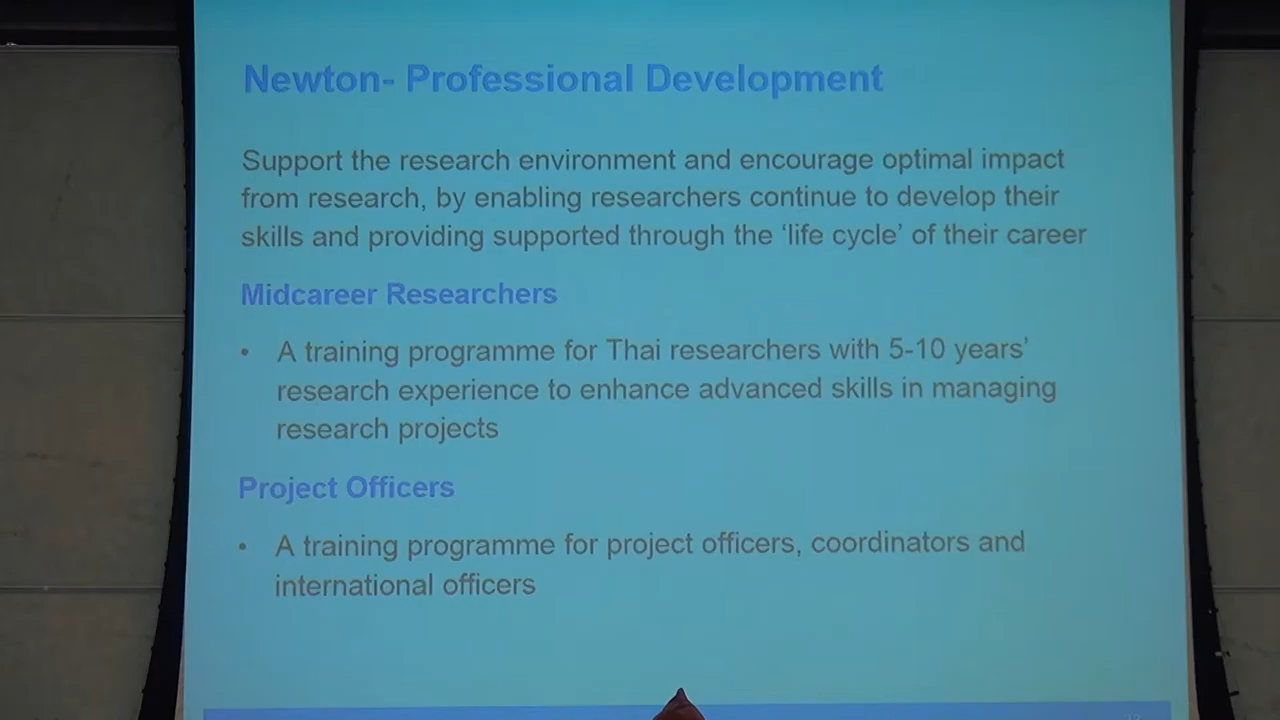 Newton- Professional Development
Support the research environment and encourage optimal impact
from research, by enabling researchers continue to develop their
skills and providing supported through the ‘life cycle’ of their career
Midcareer Researchers
• A training programme for Thai researchers with 5-10 years’
research experience to enhance advanced skills in managing
research projects
Project Officers
• A training programme for project officers, coordinators and
international officers